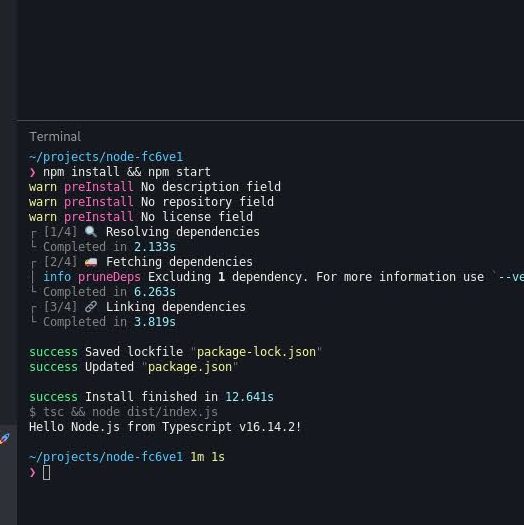 Terminal
~/projects/node-fc6ve1
❯ npm install && npm start
warn preInstall No description field
warn preInstall No repository field
warn preInstall No license field
┌ [1/4] 🔍 Resolving dependencies
└ Completed in 2.133s
┌ [2/4] 🚚 Fetching dependencies
│ info pruneDeps Excluding 1 dependency. For more information use `--ve
└ Completed in 6.263s
┌ [3/4] 🔗 Linking dependencies
└ Completed in 3.819s
success Saved lockfile "package-lock.json"
success Updated "package.json"
success Install finished in 12.641s
$ tsc && node dist/index.js
Hello Node.js from Typescript v16.14.2!
~/projects/node-fc6ve1 1m 1s
❯